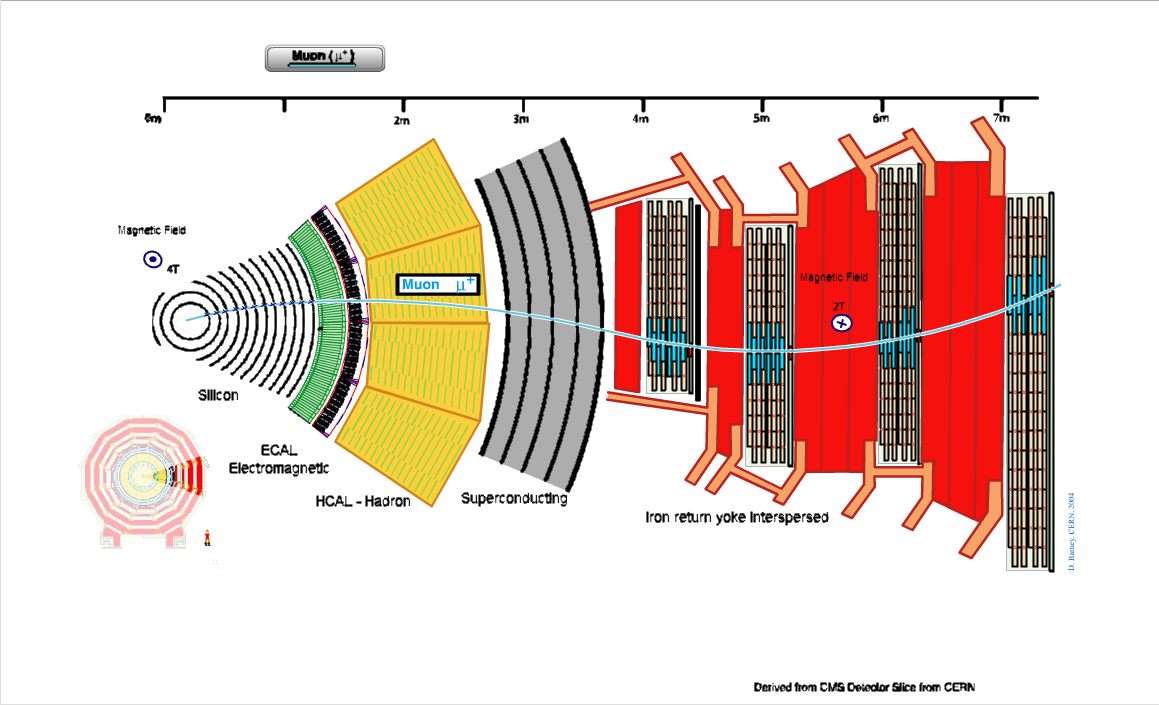 Muon (μ⁺)
0m
2m
3m
4m
5m
6m
7m
Magnetic Field
4T
Muon μ⁺
Magnetic Field
2T
Silicon
ECAL
Electromagnetic
HCAL - Hadron
Superconducting
Iron return yoke interspersed
D. Barney, CERN, 2004
Derived from CMS Detector Slice from CERN